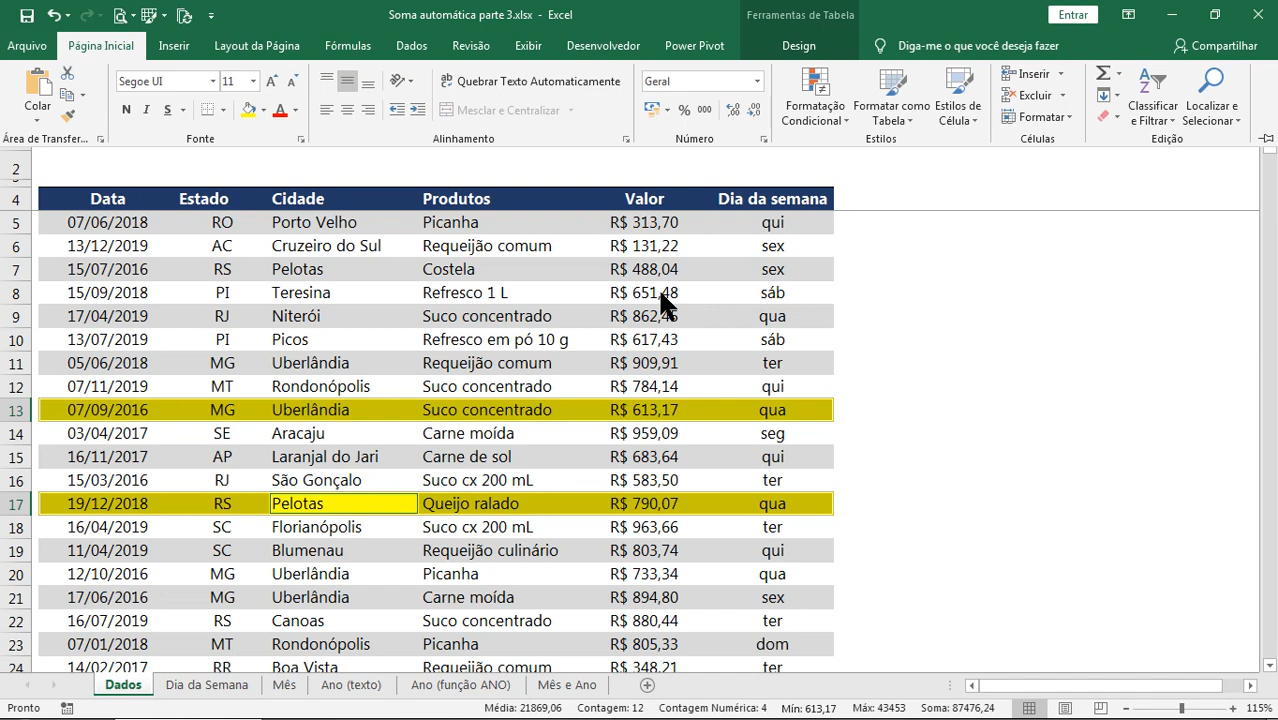 Soma automática parte 3.xlsx - Excel
Ferramentas de Tabela
Entrar
Arquivo Página Inicial Inserir Layout da Página Fórmulas Dados Revisão Exibir Desenvolvedor Power Pivot Design Diga-me o que você deseja fazer Compartilhar
Colar
Segoe UI 11
Quebrar Texto Automaticamente
Geral
N I S A
Mesclar e Centralizar
% 000
Formatação Condicional
Formatar como Tabela
Estilos de Célula
Inserir
Excluir
Formatar
Classificar e Filtrar
Localizar e Selecionar
Área de Transfer... Fonte Alinhamento Número Estilos Células Edição
2
4 Data Estado Cidade Produtos Valor Dia da semana
5 07/06/2018 RO Porto Velho Picanha R$ 313,70 qui
6 13/12/2019 AC Cruzeiro do Sul Requeijão comum R$ 131,22 sex
7 15/07/2016 RS Pelotas Costela R$ 488,04 sex
8 15/09/2018 PI Teresina Refresco 1 L R$ 651,48 sáb
9 17/04/2019 RJ Niterói Suco concentrado R$ qua
10 13/07/2019 PI Picos Refresco em pó 10 g R$ 617,43 sáb
11 05/06/2018 MG Uberlândia Requeijão comum R$ 909,91 ter
12 07/11/2019 MT Rondonópolis Suco concentrado R$ 784,14 qui
13 07/09/2016 MG Uberlândia Suco concentrado R$ 613,17 qua
14 03/04/2017 SE Aracaju Carne moída R$ 959,09 seg
15 16/11/2017 AP Laranjal do Jari Carne de sol R$ 683,64 qui
16 15/03/2016 RJ São Gonçalo Suco cx 200 mL R$ 583,50 ter
17 19/12/2018 RS Pelotas Queijo ralado R$ 790,07 qua
18 16/04/2019 SC Florianópolis Suco cx 200 mL R$ 963,66 ter
19 11/04/2019 SC Blumenau Requeijão culinário R$ 803,74 qui
20 12/10/2016 MG Uberlândia Picanha R$ 733,34 qua
21 17/06/2016 MG Uberlândia Carne moída R$ 894,80 sex
22 16/07/2019 RS Canoas Suco concentrado R$ 880,44 ter
23 07/01/2018 MT Rondonópolis Picanha R$ 805,33 dom
24 14/02/2017 RR Boa Vista Requeijão comum R$ 348,21 ter
Dados Dia da Semana Mês Ano (texto) Ano (função ANO) Mês e Ano
Pronto Média: 21869,06 Contagem: 12 Contagem Numérica: 4 Mín: 613,17 Máx: 43453 Soma: 87476,24 115%